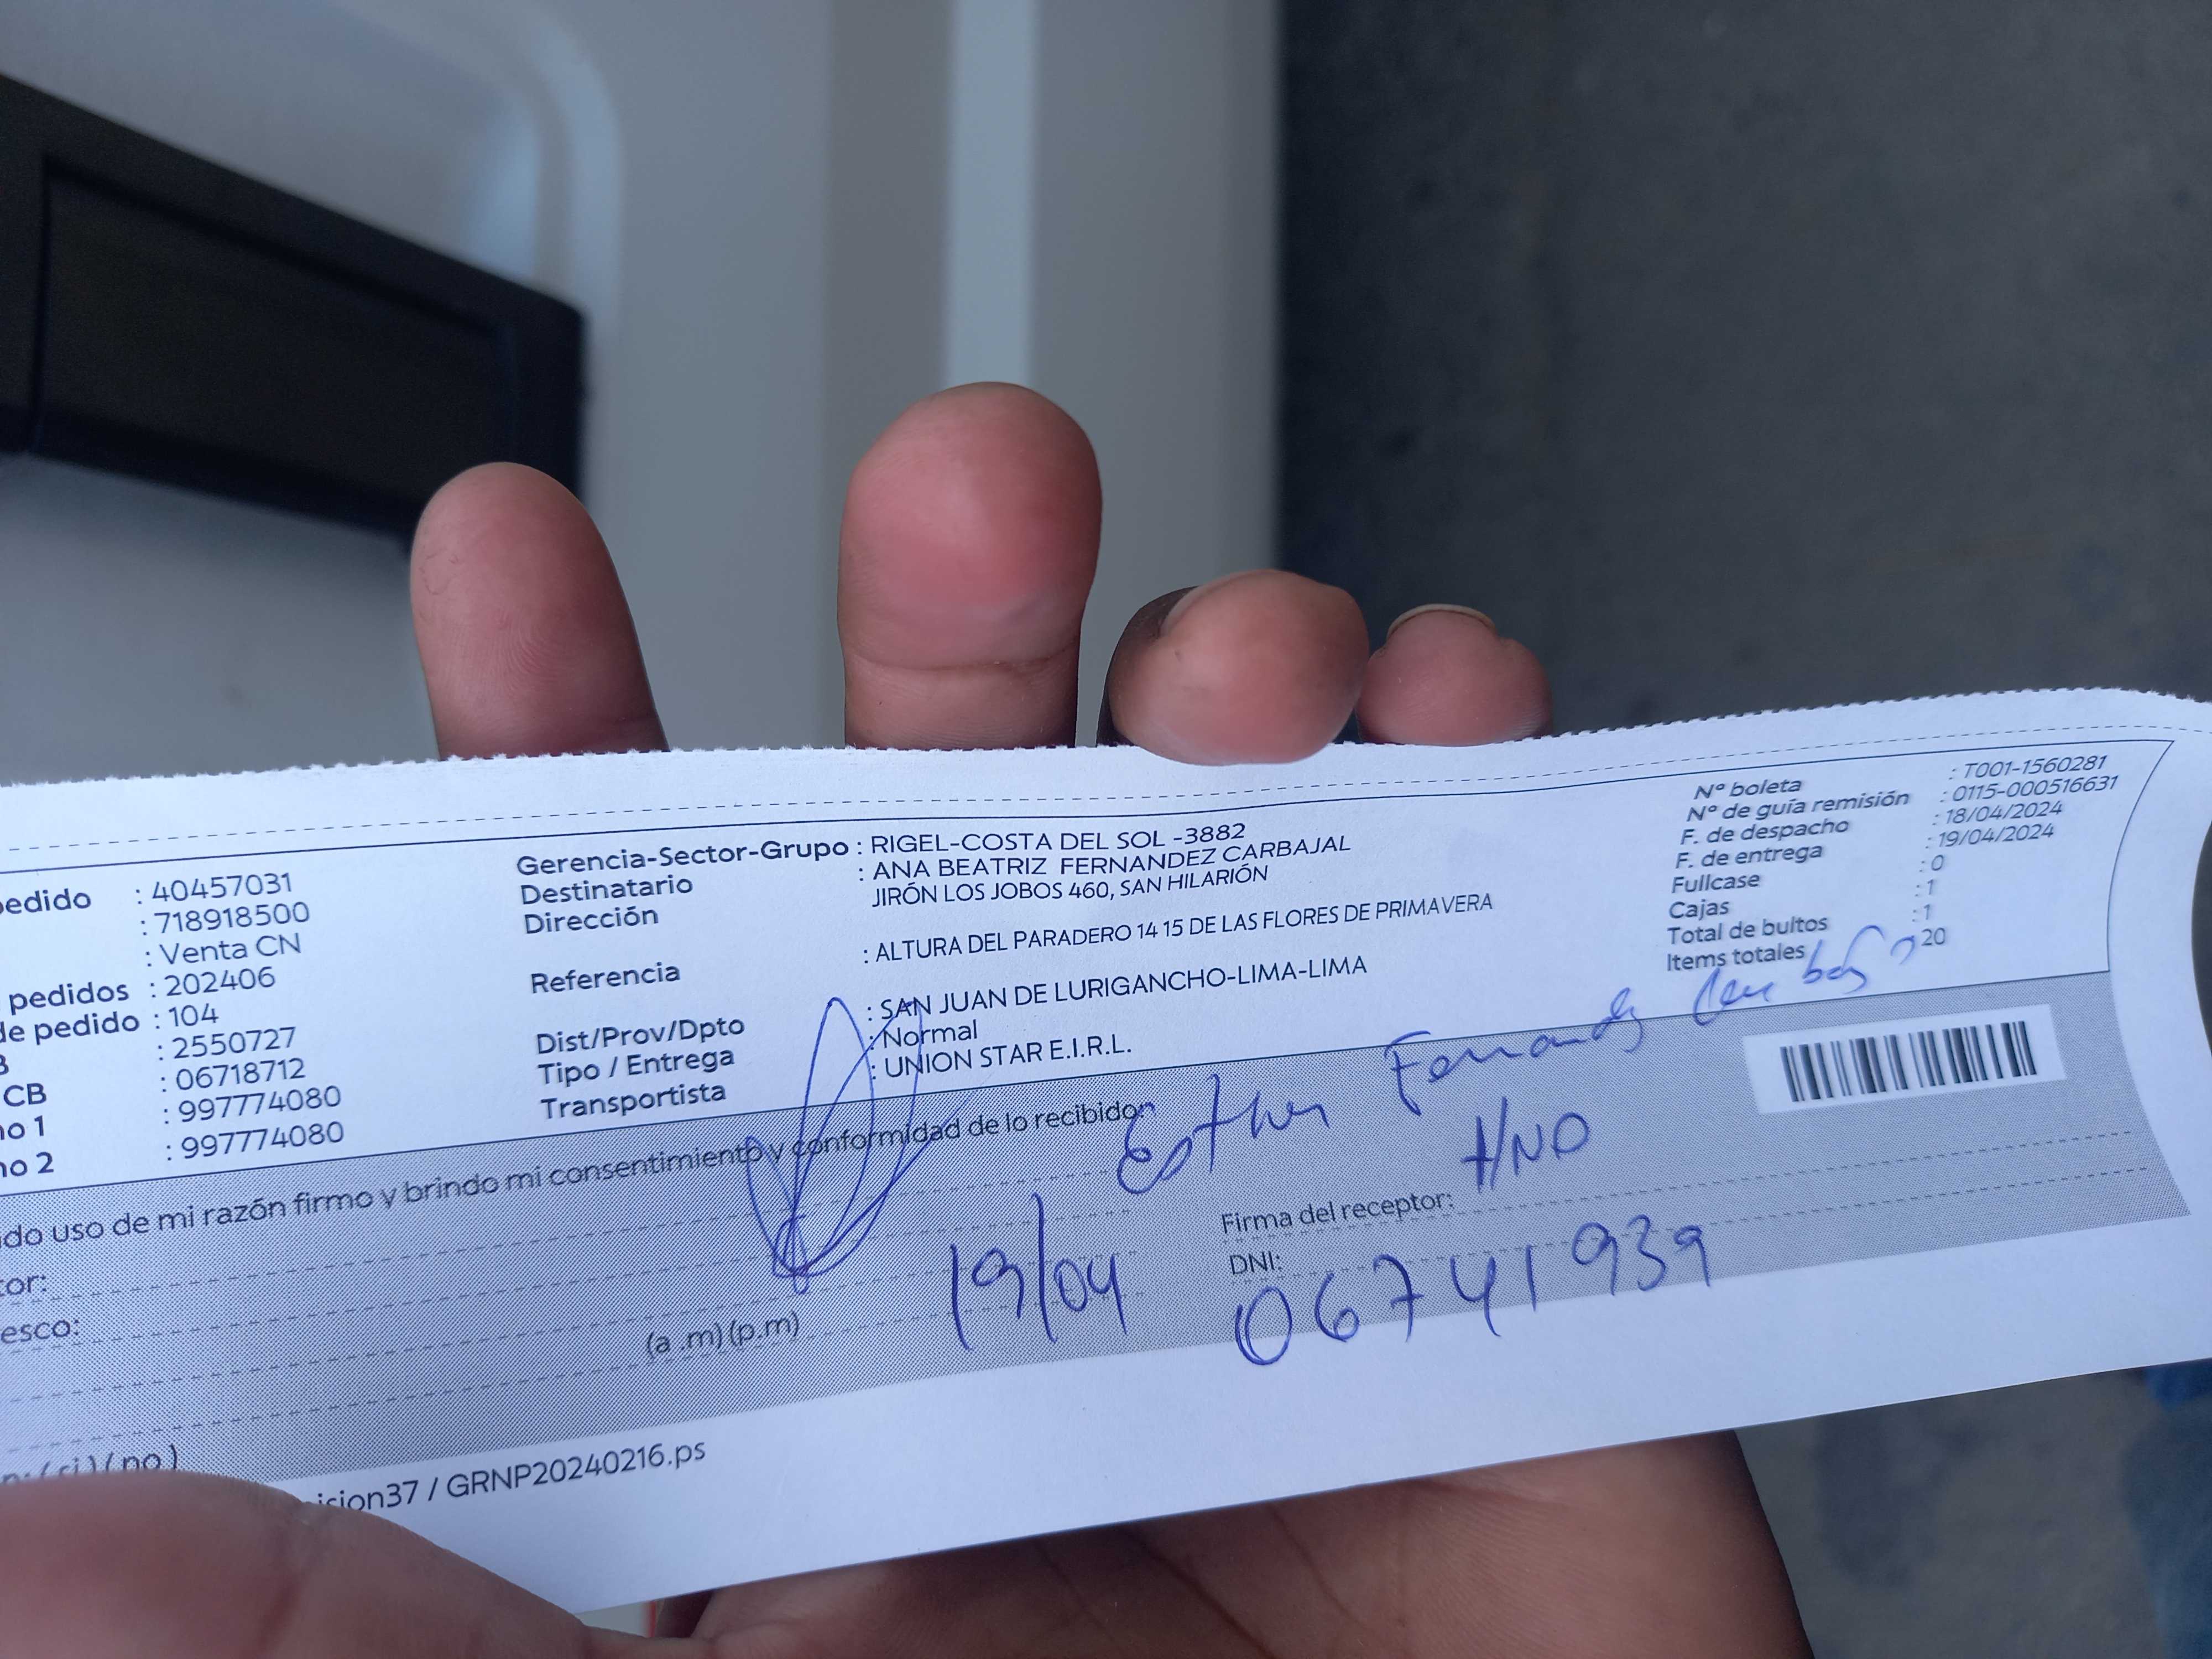 edido : 40457031
: 718918500
: Venta CN
pedidos : 202406
de pedido : 104
: 2550727
CB : 06718712
no 1 : 997774080
no 2 : 997774080
Gerencia-Sector-Grupo : RIGEL-COSTA DEL SOL -3882
Destinatario : ANA BEATRIZ FERNANDEZ CARBAJAL
Dirección JIRÓN LOS JOBOS 460, SAN HILARIÓN
: ALTURA DEL PARADERO 14 15 DE LAS FLORES DE PRIMAVERA
Referencia
Dist/Prov/Dpto : SAN JUAN DE LURIGANCHO-LIMA-LIMA
Tipo / Entrega : Normal
Transportista : UNION STAR E.I.R.L.
Nº boleta : T001-1560281
Nº de guía remisión : 0115-000516631
F. de despacho : 18/04/2024
F. de entrega : 19/04/2024
Fullcase : 0
Cajas : 1
Total de bultos : 1
Items totales 20
do uso de mi razón firmo y brindo mi consentimiento y conformidad de lo recibido:
Esther Fernandez
H/NO
tor:
esco:
(a .m) (p.m)
19/04
Firma del receptor:
DNI:
06741939
(si) (no)
ision37 / GRNP20240216.ps